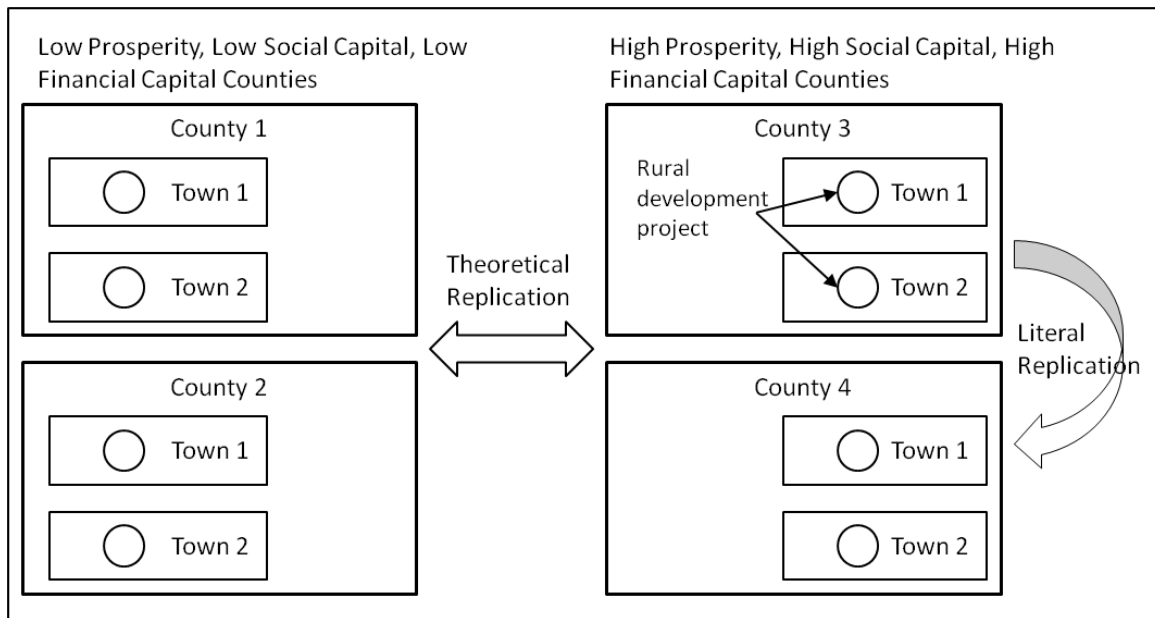 Low Prosperity, Low Social Capital, Low
Financial Capital Counties
County 1
Town 1
Town 2
County 2
Town 1
Town 2
Theoretical
Replication
High Prosperity, High Social Capital, High
Financial Capital Counties
County 3
Rural
development
project
Town 1
Town 2
County 4
Town 1
Town 2
Literal
Replication